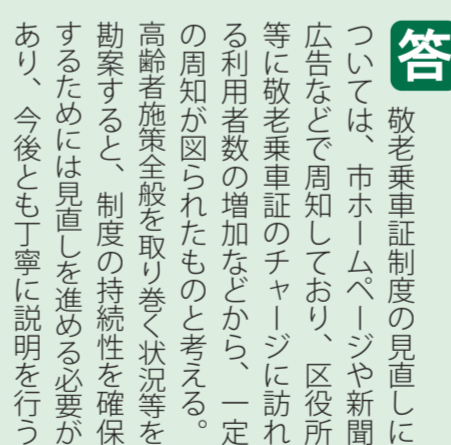 答
敬老乗車証制度の見直しに
ついては、市ホームページや新聞
広告などで周知しており、区役所
等に敬老乗車証のチャージに訪れ
る利用者数の増加などから、一定
の周知が図られたものと考える。
高齢者施策全般を取り巻く状況等を
勘案すると、制度の持続性を確保
するためには見直しを進める必要が
あり、今後とも丁寧に説明を行う